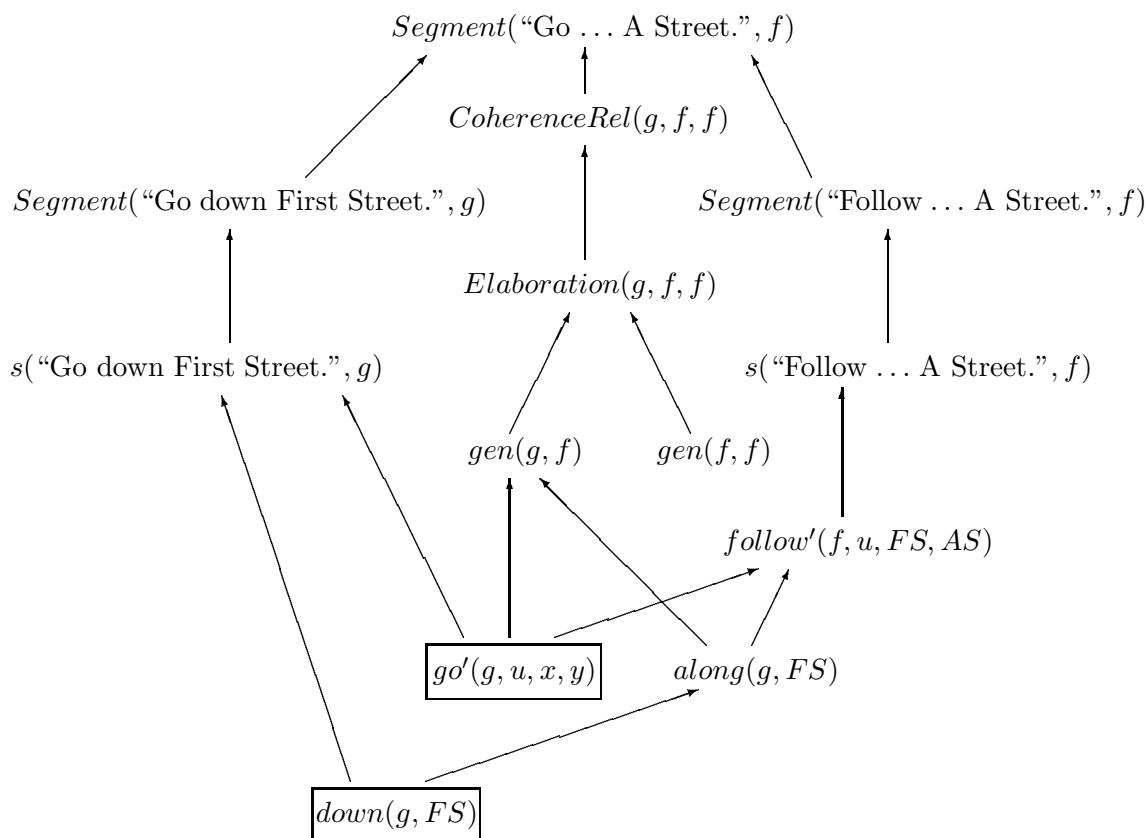 Segment(“Go … A Street.”, f)
CoherenceRel(g, f, f)
Segment(“Go down First Street.”, g)
Segment(“Follow … A Street.”, f)
Elaboration(g, f, f)
s(“Go down First Street.”, g)
s(“Follow … A Street.”, f)
gen(g, f)
gen(f, f)
follow′(f, u, FS, AS)
go′(g, u, x, y)
along(g, FS)
down(g, FS)